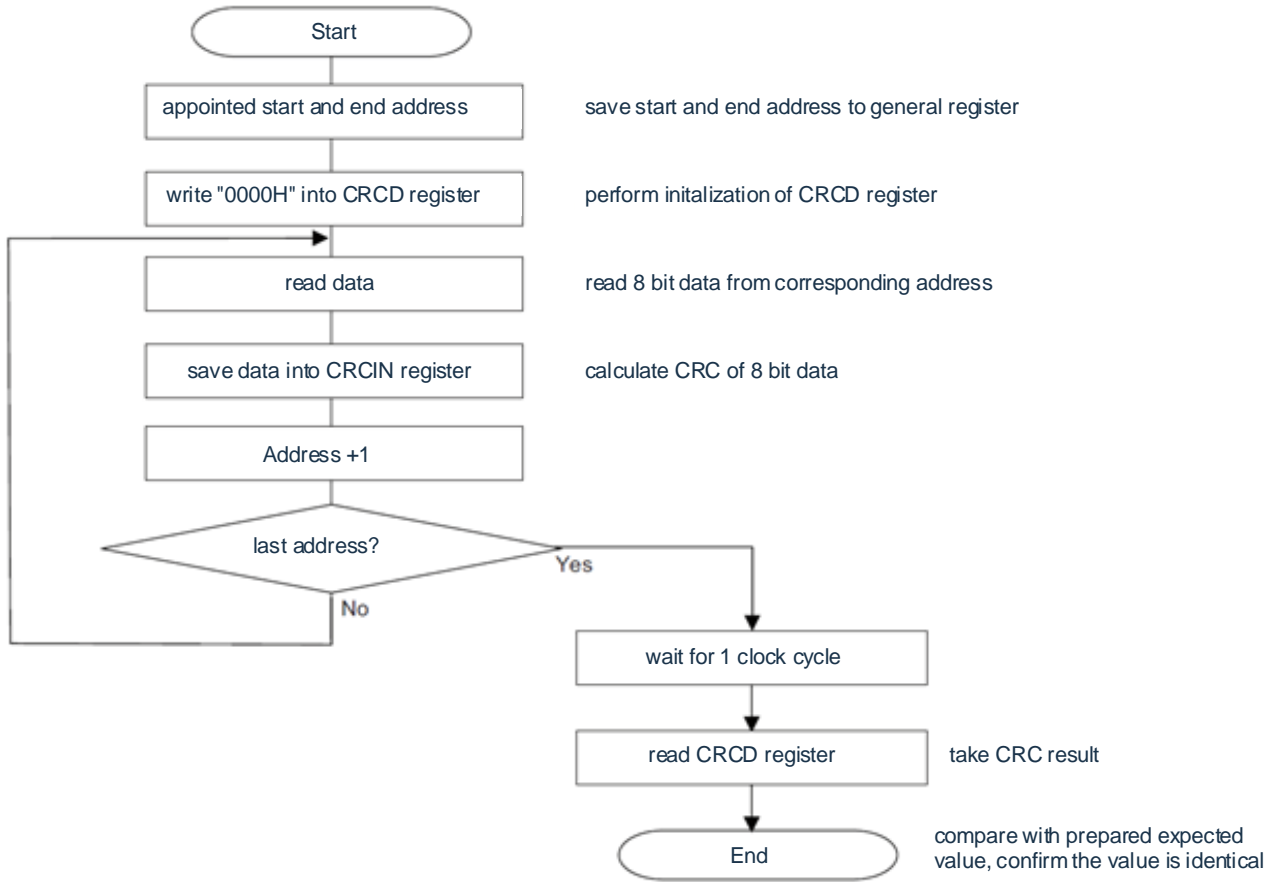 Start
appointed start and end address
save start and end address to general register
write "0000H" into CRCD register
perform initalization of CRCD register
read data
read 8 bit data from corresponding address
save data into CRCIN register
calculate CRC of 8 bit data
Address +1
last address?
Yes
No
wait for 1 clock cycle
read CRCD register
take CRC result
End
compare with prepared expected
value, confirm the value is identical